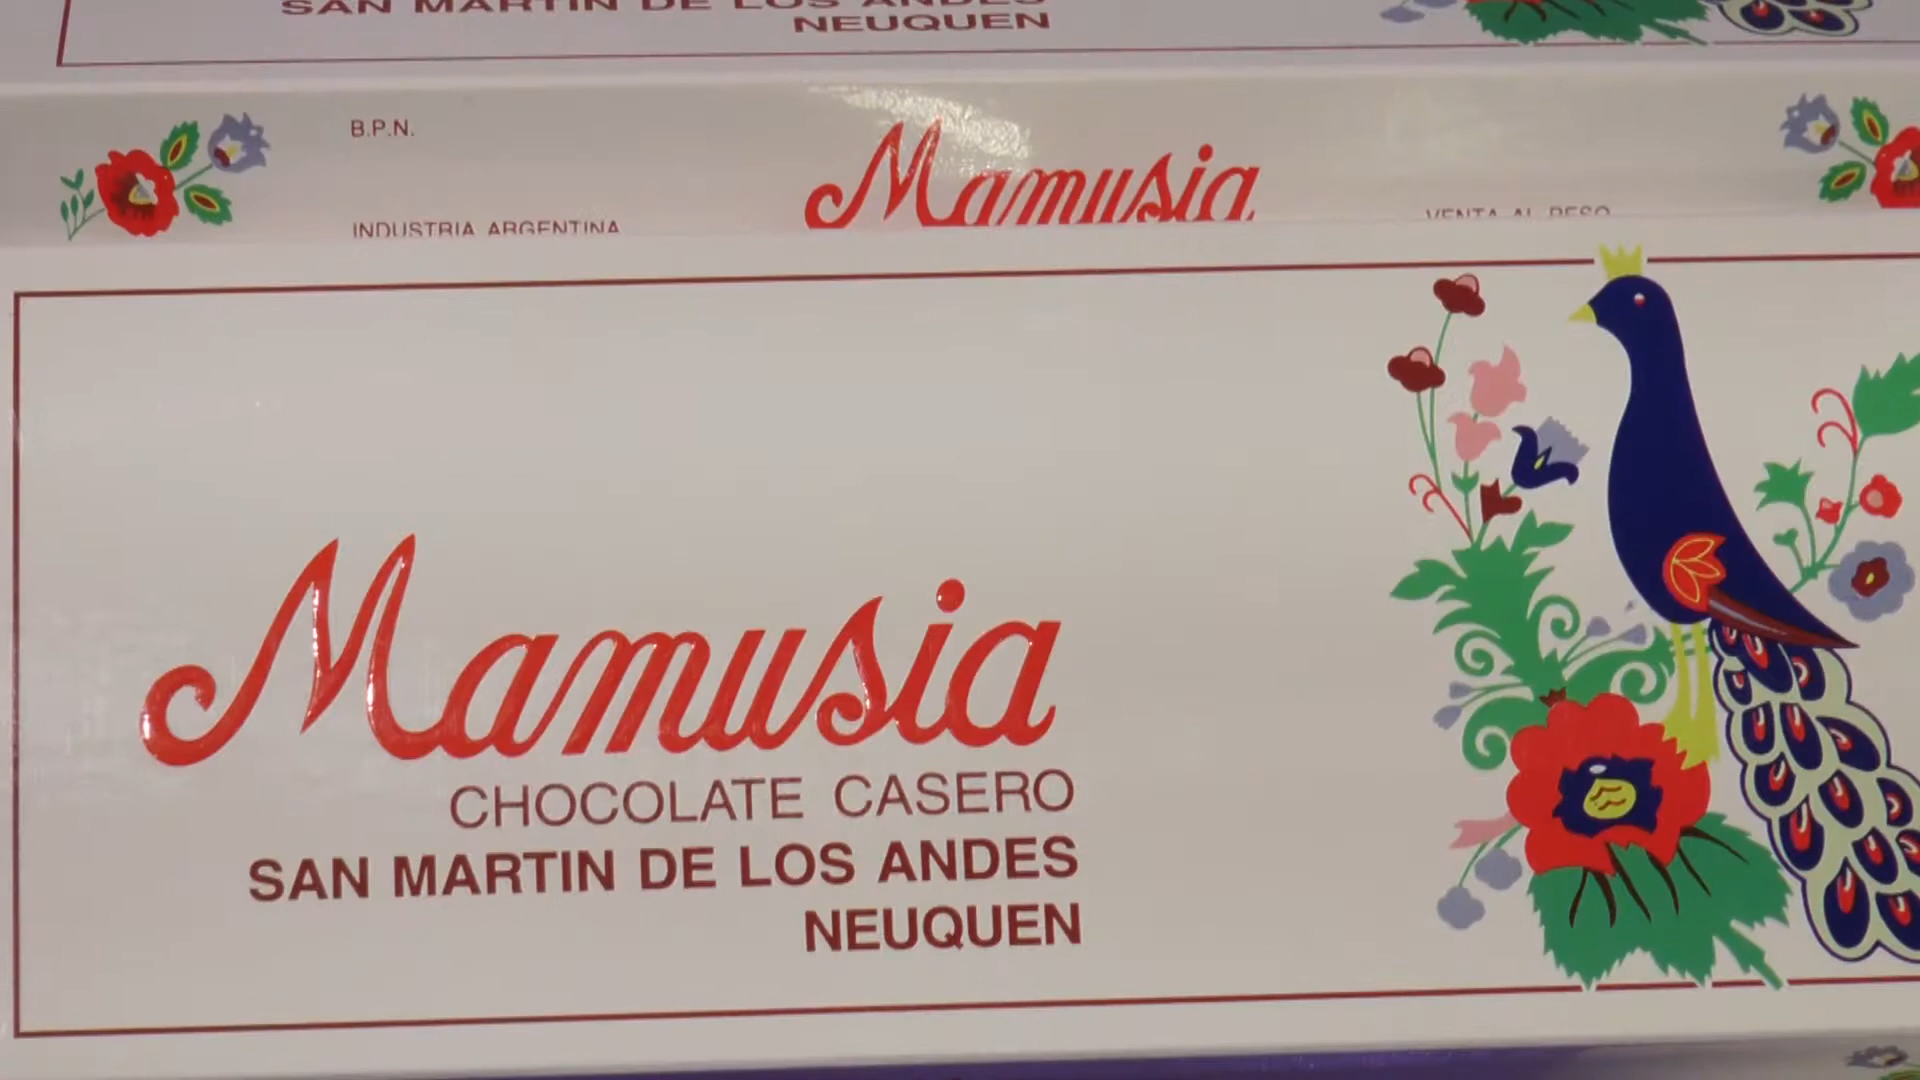 SAN MARTIN DE LOS ANDES
NEUQUEN
B.P.N.
Mamusia
INDUSTRIA ARGENTINA
VENTA AL PESO
Mamusia
CHOCOLATE CASERO
SAN MARTIN DE LOS ANDES
NEUQUEN